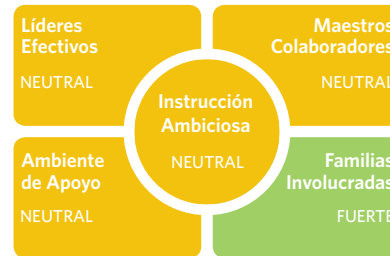 Líderes
Efectivos
NEUTRAL
Maestros
Colaboradores
NEUTRAL
Instrucción
Ambiciosa
NEUTRAL
Ambiente
de Apoyo
NEUTRAL
Familias
Involucradas
FUERTE